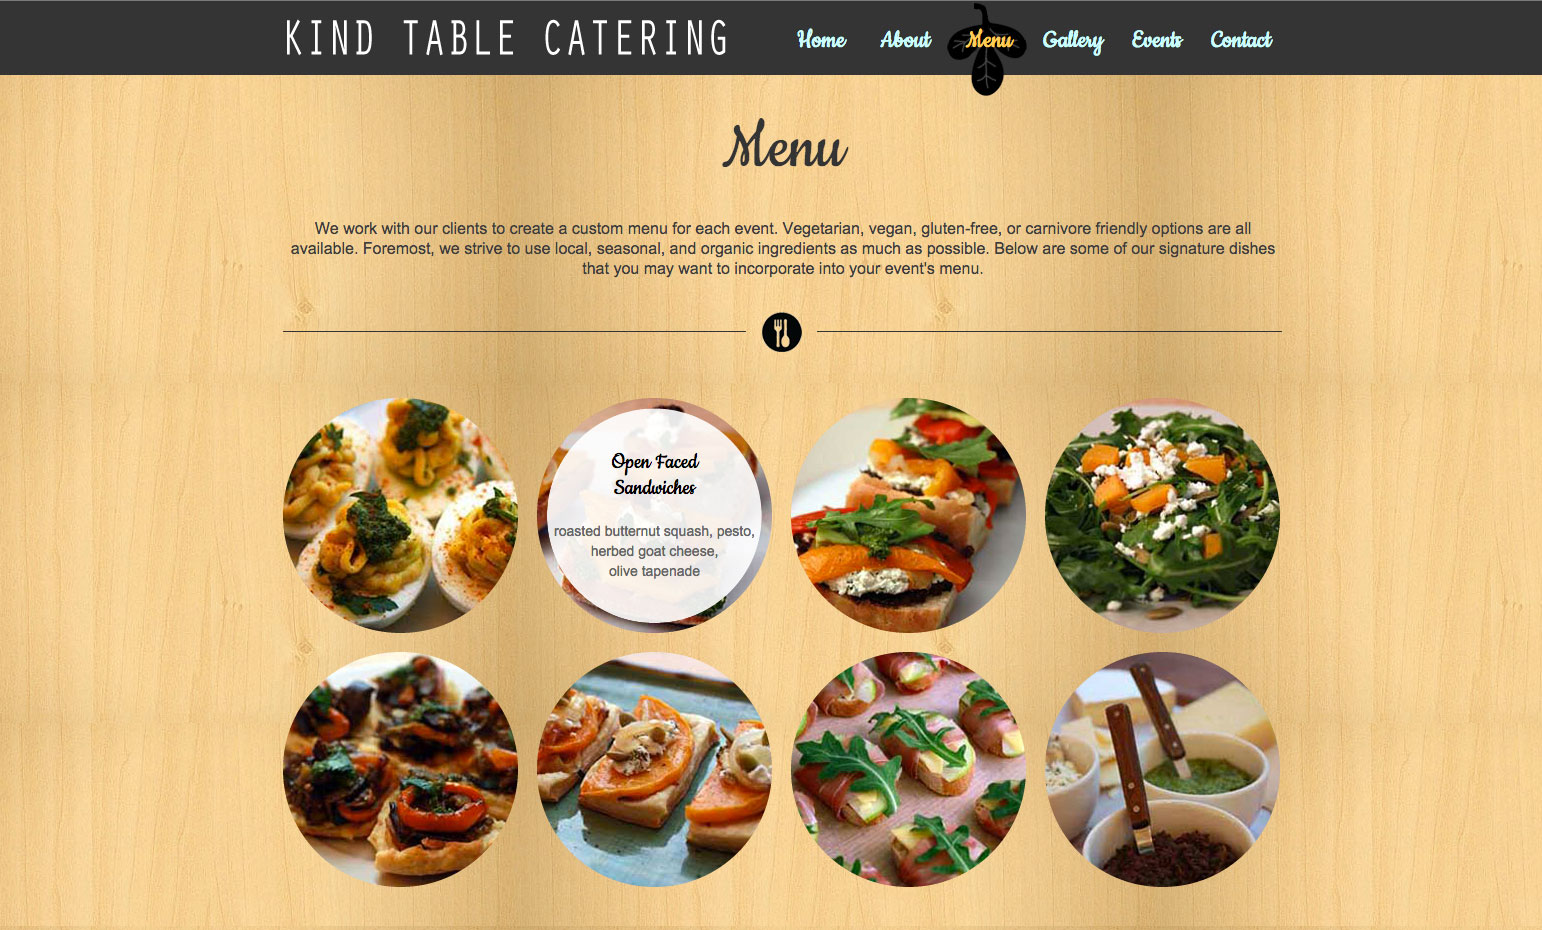 KIND TABLE CATERING
Home About Menu Gallery Events Contact
Menu
We work with our clients to create a custom menu for each event. Vegetarian, vegan, gluten-free, or carnivore friendly options are all
available. Foremost, we strive to use local, seasonal, and organic ingredients as much as possible. Below are some of our signature dishes
that you may want to incorporate into your event's menu.
Open Faced
Sandwiches
roasted butternut squash, pesto,
herbed goat cheese,
olive tapenade